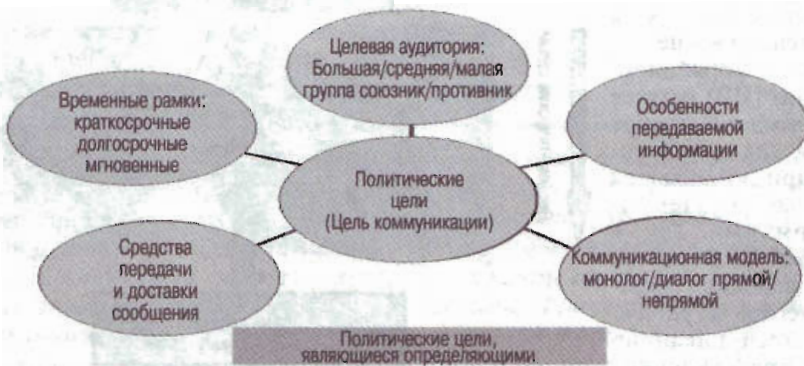 Целевая аудитория:
Большая/средняя/малая
группа союзник/противник
Временные рамки:
краткосрочные
долгосрочные
мгновенные
Особенности
передаваемой
информации
Политические
цели
(Цель коммуникации)
Средства
передачи
и доставки
сообщения
Коммуникационная модель:
монолог/диалог прямой/
непрямой
Политические цели,
являющиеся определяющими